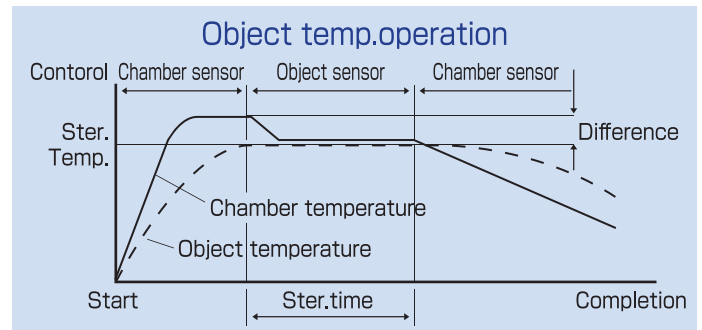 Object temp.operation
Contorol Chamber sensor Object sensor Chamber sensor
Ster.
Temp.
Difference
Chamber temperature
Object temperature
Start Ster.time Completion